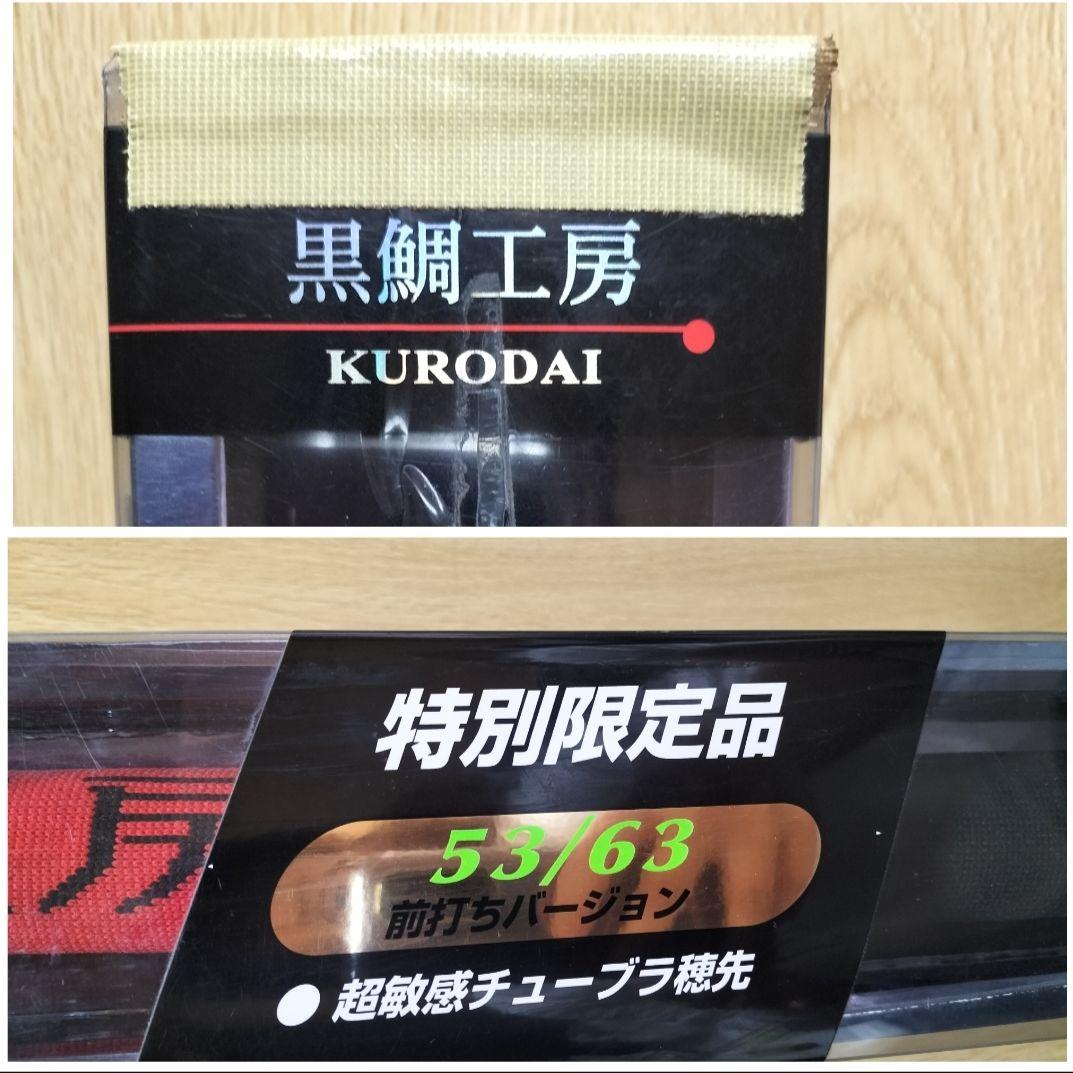 黒鯛工房
KURODAI
特別限定品
房
53/63
前打ちバージョン
● 超敏感チューブラ穂先